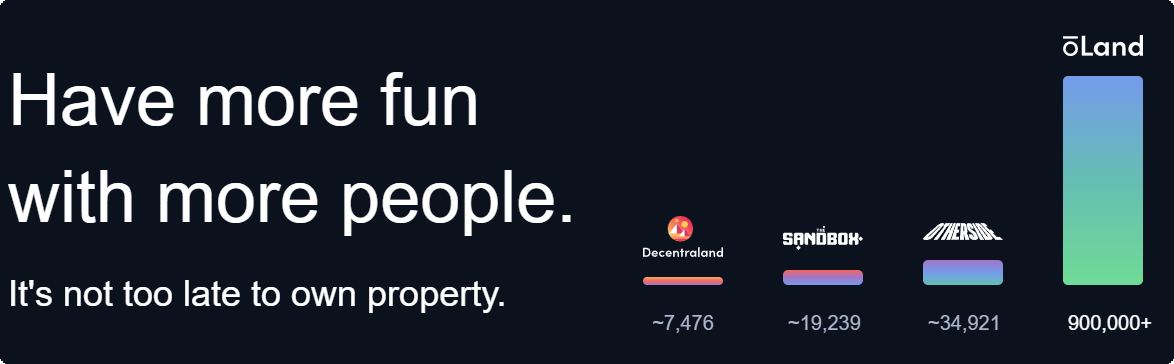 Have more fun
with more people.
It's not too late to own property.
Decentraland
THE
SANDBOX
OTHERSIDE
ōLand
~7,476
~19,239
~34,921
900,000+